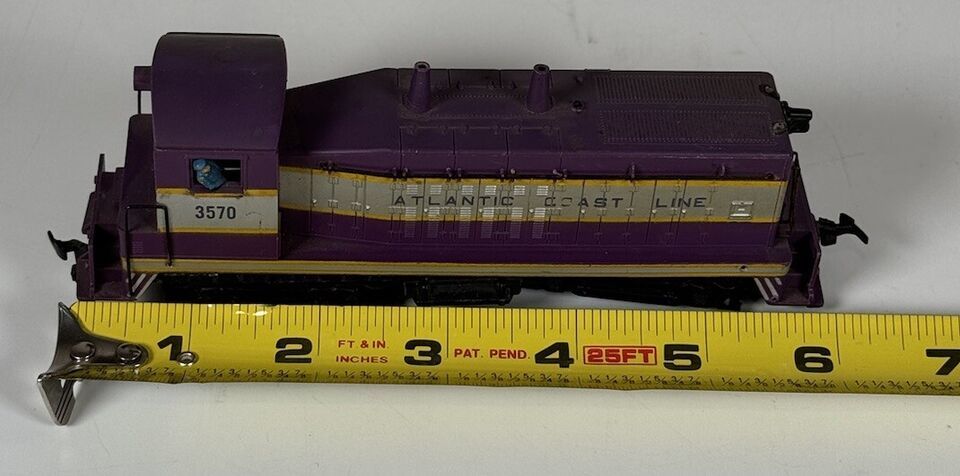 3570
ATLANTIC COAST LINE
1 2 FT & IN. INCHES 3 PAT. PEND. 4 25FT 5 6 7